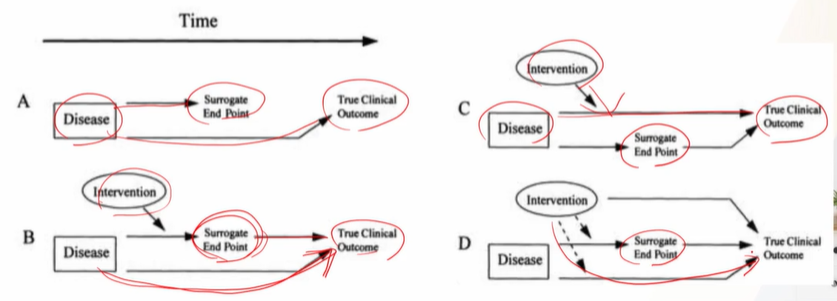 Time
A
Disease
Surrogate
End Point
True Clinical
Outcome
Intervention
B
Disease
Surrogate
End Point
True Clinical
Outcome
Intervention
C
Disease
True Clinical
Outcome
Surrogate
End Point
Intervention
D
Disease
Surrogate
End Point
True Clinical
Outcome